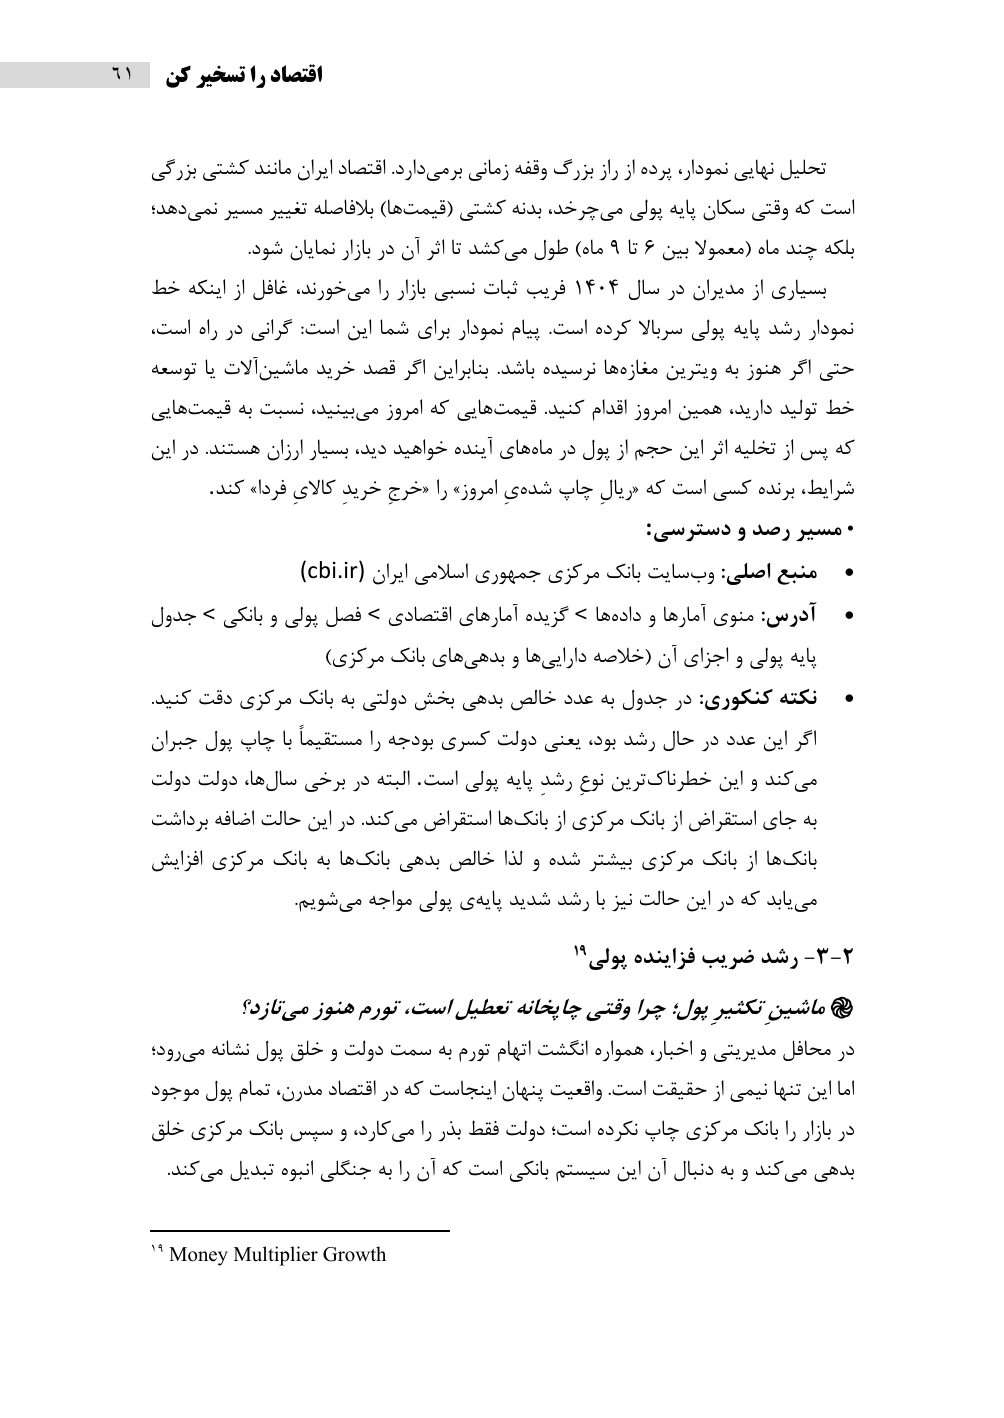 اقتصاد را تسخیر کن ۶۱
تحلیل نهایی نمودار، پرده از راز بزرگ وقفه زمانی برمی‌دارد. اقتصاد ایران مانند کشتی بزرگی
است که وقتی سکان پایه پولی می‌چرخد، بدنه کشتی (قیمت‌ها) بلافاصله تغییر مسیر نمی‌دهد؛
بلکه چند ماه (معمولا بین ۶ تا ۹ ماه) طول می‌کشد تا اثر آن در بازار نمایان شود.
بسیاری از مدیران در سال ۱۴۰۴ فریب ثبات نسبی بازار را می‌خورند، غافل از اینکه خط
نمودار رشد پایه پولی سربالا کرده است. پیام نمودار برای شما این است: گرانی در راه است،
حتی اگر هنوز به ویترین مغازه‌ها نرسیده باشد. بنابراین اگر قصد خرید ماشین‌آلات یا توسعه
خط تولید دارید، همین امروز اقدام کنید. قیمت‌هایی که امروز می‌بینید، نسبت به قیمت‌هایی
که پس از تخلیه اثر این حجم از پول در ماه‌های آینده خواهید دید، بسیار ارزان هستند. در این
شرایط، برنده کسی است که «ریالِ چاپ شده‌یِ امروز» را «خرجِ خریدِ کالایِ فردا» کند.
• مسیر رصد و دسترسی:
• منبع اصلی: وب‌سایت بانک مرکزی جمهوری اسلامی ایران (cbi.ir)
• آدرس: منوی آمارها و داده‌ها > گزیده آمارهای اقتصادی > فصل پولی و بانکی > جدول
پایه پولی و اجزای آن (خلاصه دارایی‌ها و بدهی‌های بانک مرکزی)
• نکته کنکوری: در جدول به عدد خالص بدهی بخش دولتی به بانک مرکزی دقت کنید.
اگر این عدد در حال رشد بود، یعنی دولت کسری بودجه را مستقیماً با چاپ پول جبران
می‌کند و این خطرناک‌ترین نوعِ رشدِ پایه پولی است. البته در برخی سال‌ها، دولت دولت
به جای استقراض از بانک مرکزی از بانک‌ها استقراض می‌کند. در این حالت اضافه برداشت
بانک‌ها از بانک مرکزی بیشتر شده و لذا خالص بدهی بانک‌ها به بانک مرکزی افزایش
می‌یابد که در این حالت نیز با رشد شدید پایه‌ی پولی مواجه می‌شویم.
۲-۳- رشد ضریب فزاینده پولی۱۹
ماشینِ تکثیرِ پول؛ چرا وقتی چاپخانه تعطیل است، تورم هنوز می‌تازد؟
در محافل مدیریتی و اخبار، همواره انگشت اتهام تورم به سمت دولت و خلق پول نشانه می‌رود؛
اما این تنها نیمی از حقیقت است. واقعیت پنهان اینجاست که در اقتصاد مدرن، تمام پول موجود
در بازار را بانک مرکزی چاپ نکرده است؛ دولت فقط بذر را می‌کارد، و سپس بانک مرکزی خلق
بدهی می‌کند و به دنبال آن این سیستم بانکی است که آن را به جنگلی انبوه تبدیل می‌کند.
۱۹ Money Multiplier Growth